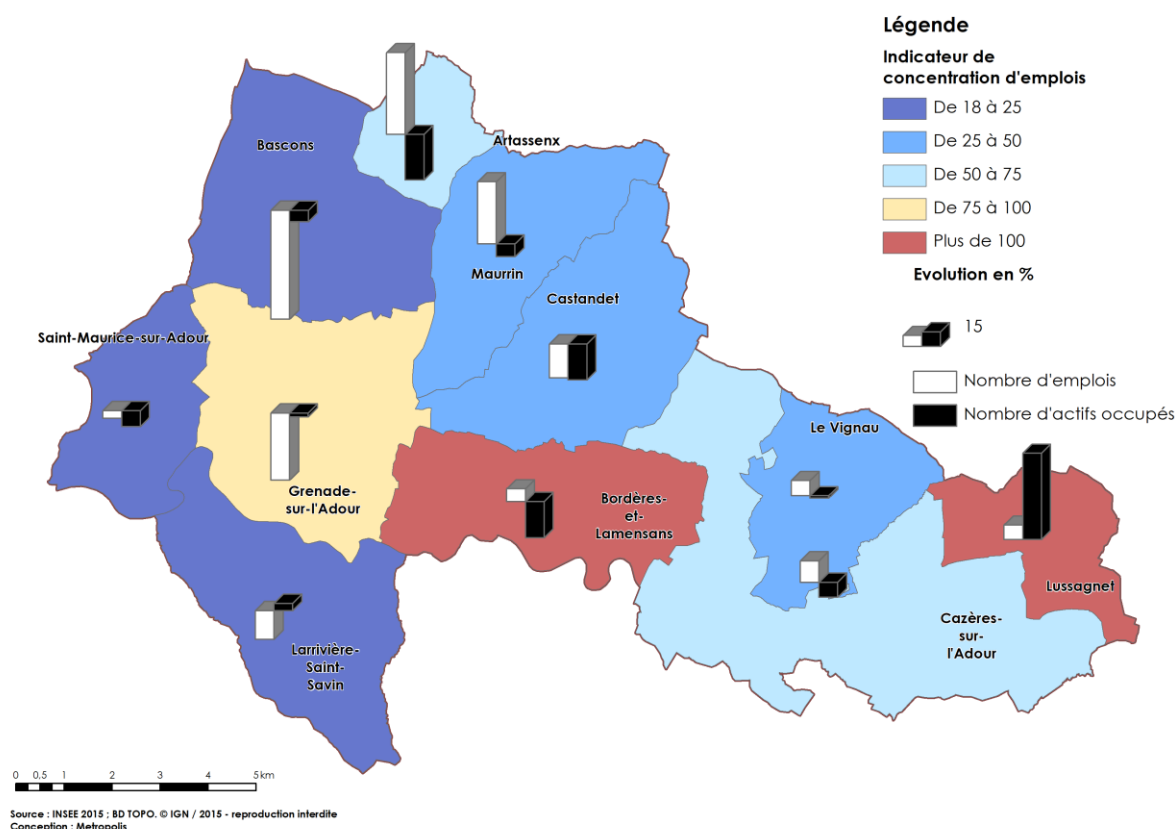 Légende
Indicateur de
concentration d'emplois
De 18 à 25
De 25 à 50
De 50 à 75
De 75 à 100
Plus de 100
Evolution en %
15
Nombre d'emplois
Nombre d'actifs occupés
Bascons
Artassenx
Maurrin
Castandet
Saint-Maurice-sur-Adour
Le Vignau
Grenade-
sur-l'Adour
Bordères-
et-
Lamensans
Lussagnet
Cazères-
sur-
l'Adour
Larrivière-
Saint-
Savin
0 0,5 1 2 3 4 5km
Source : INSEE 2015 ; BD TOPO. © IGN / 2015 - reproduction interdite
Conception : Metropolis